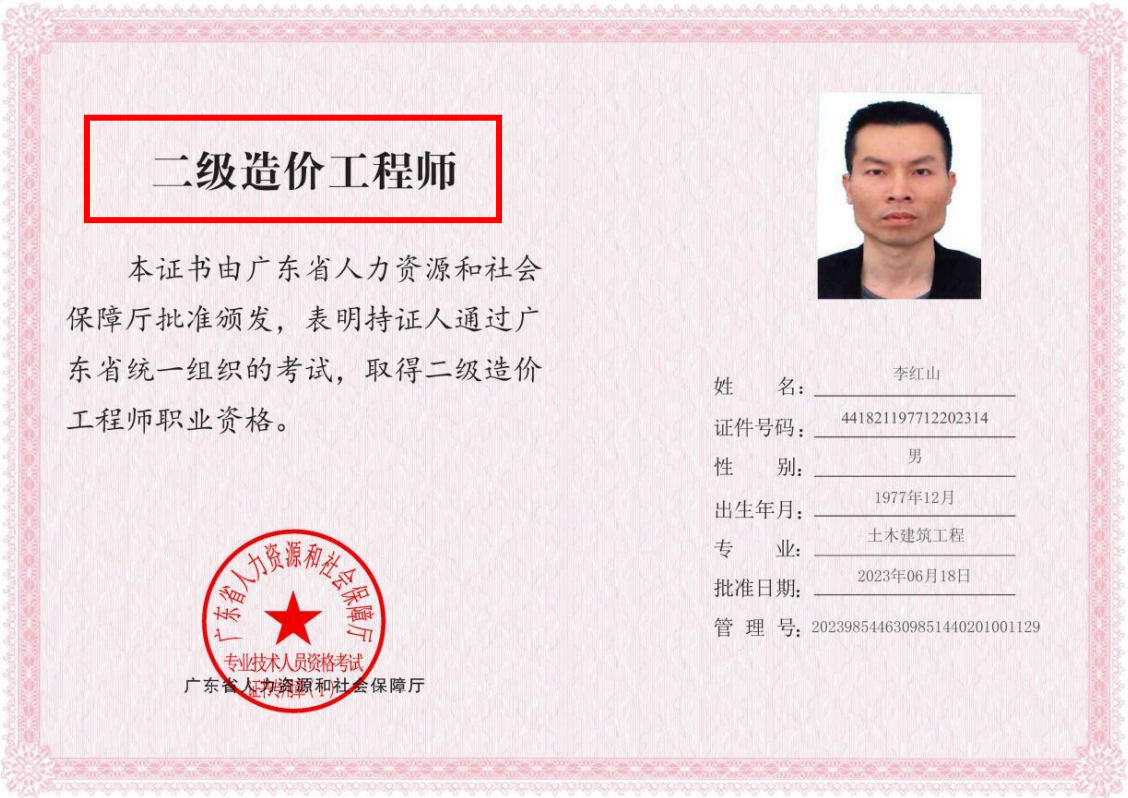 二级造价工程师
本证书由广东省人力资源和社会
保障厅批准颁发，表明持证人通过广
东省统一组织的考试，取得二级造价
工程师职业资格。
广东省人力资源和社会保障厅
专业技术人员资格考试
证书专用章(1)
广东省人力资源和社会保障厅
姓 名： 李红山
证件号码： 441821197712202314
性 别： 男
出生年月： 1977年12月
专 业： 土木建筑工程
批准日期： 2023年06月18日
管 理 号： 2023985446309851440201001129